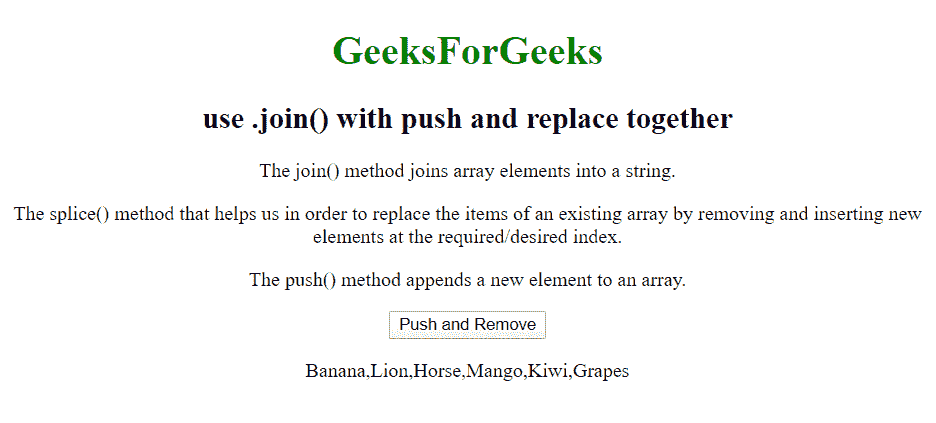 GeeksForGeeks
use .join() with push and replace together
The join() method joins array elements into a string.
The splice() method that helps us in order to replace the items of an existing array by removing and inserting new
elements at the required/desired index.
The push() method appends a new element to an array.
Push and Remove
Banana,Lion,Horse,Mango,Kiwi,Grapes